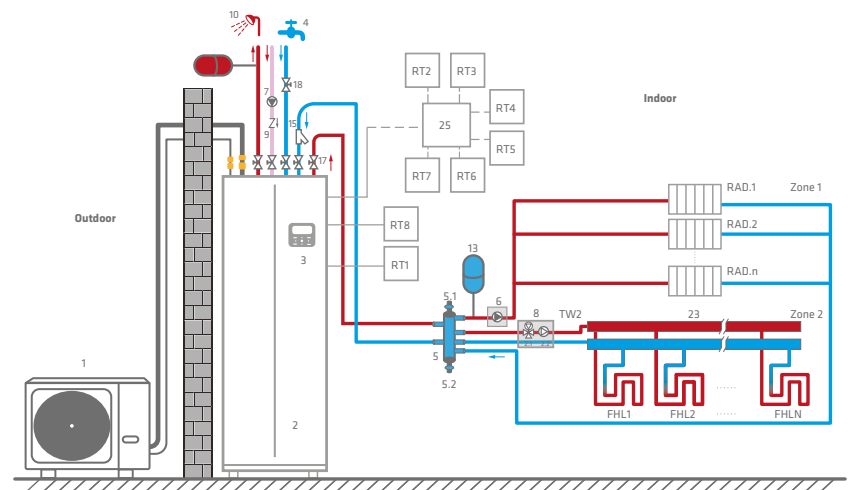 10
4
RT2
RT3
7
18
RT4
Indoor
15
25
9
RT5
17
RT7
RT6
RAD.1
Zone 1
Outdoor
RT8
RAD.2
3
RT1
13
RAD.n
5.1
6
8
TW2
23
Zone 2
5
1
5.2
FHL1
FHL2
FHLN
2